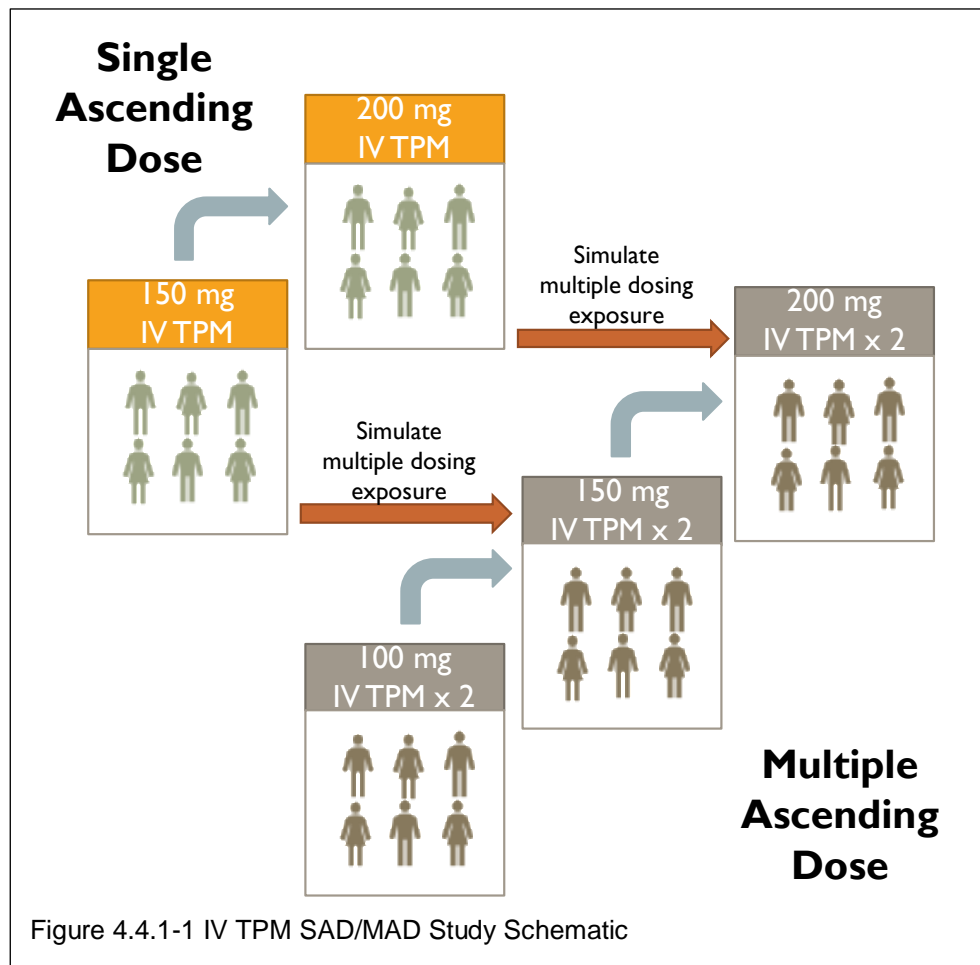 Single
Ascending
Dose
200 mg
IV TPM
150 mg
IV TPM
Simulate
multiple dosing
exposure
200 mg
IV TPM x 2
Simulate
multiple dosing
exposure
150 mg
IV TPM x 2
100 mg
IV TPM x 2
Multiple
Ascending
Dose
Figure 4.4.1-1 IV TPM SAD/MAD Study Schematic